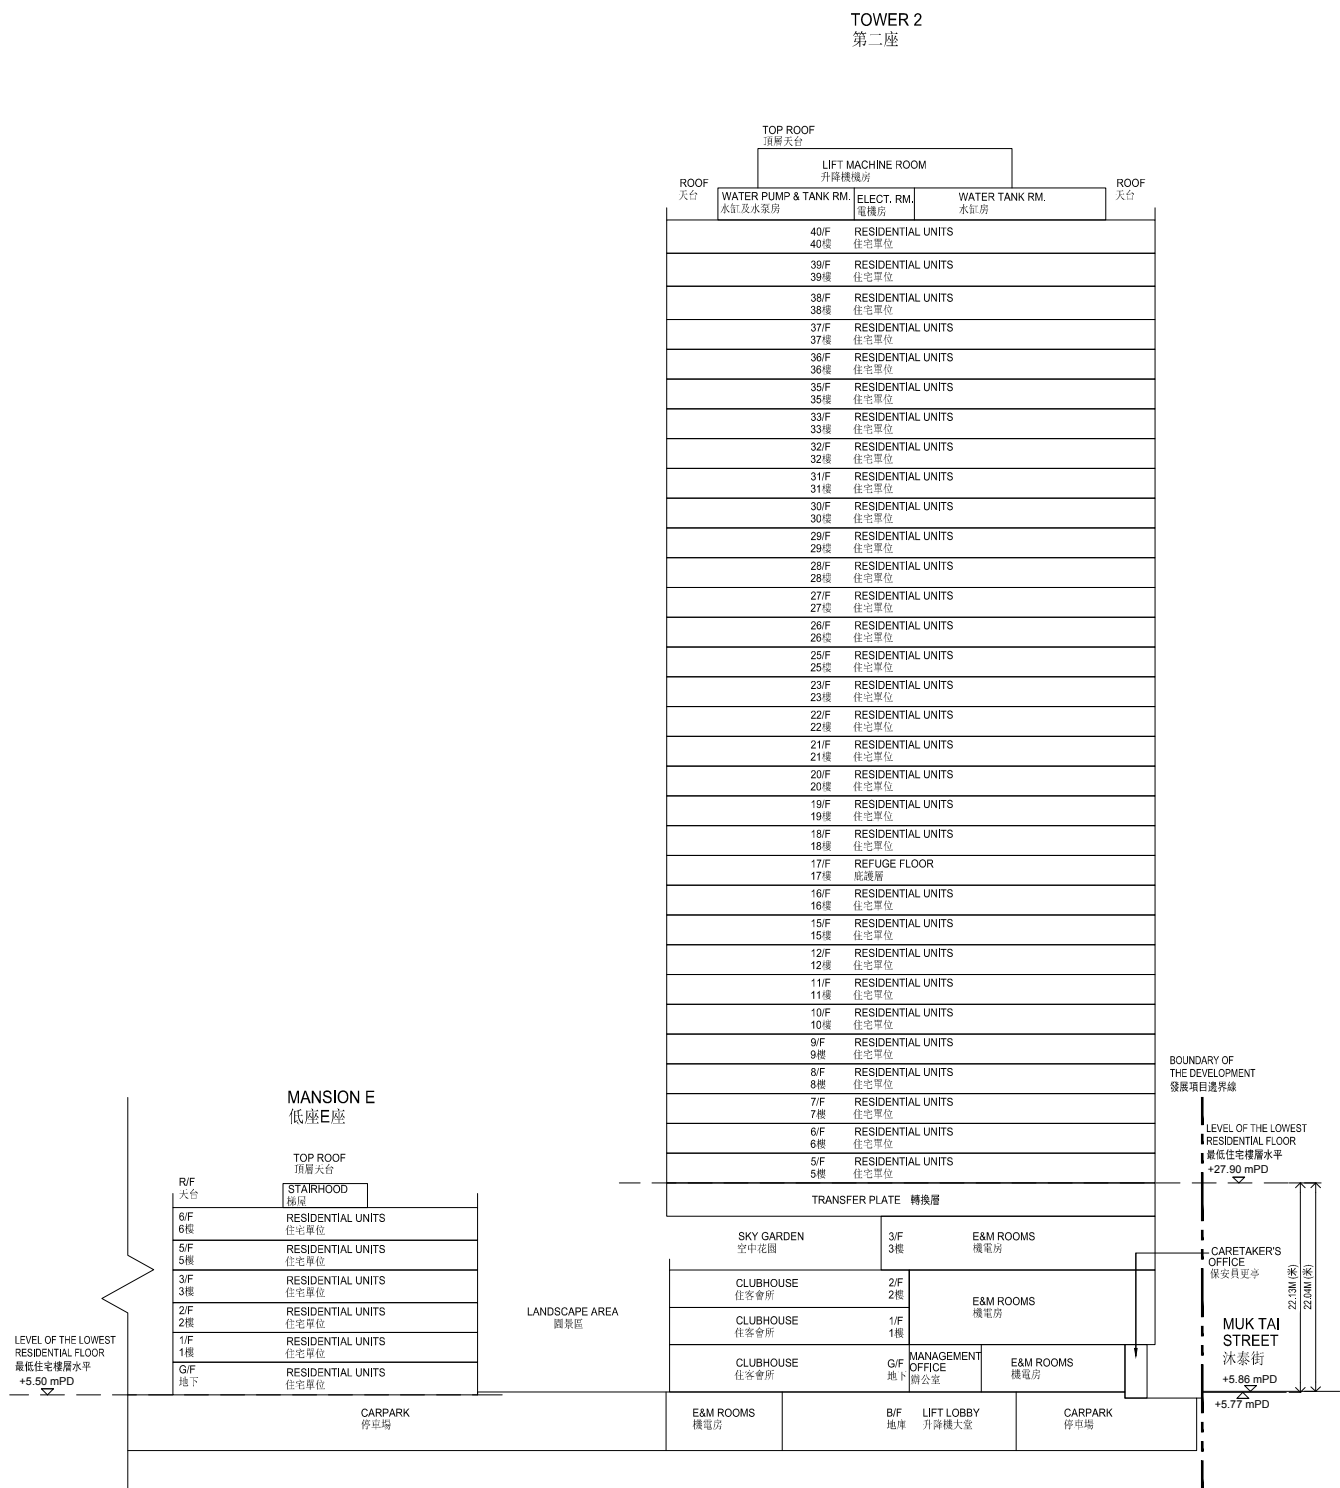 TOWER 2
第二座
TOP ROOF
頂層天台
LIFT MACHINE ROOM
升降機機房
ROOF
天台
WATER PUMP & TANK RM.
水缸及水泵房
ELECT. RM.
電機房
WATER TANK RM.
水缸房
ROOF
天台
40/F RESIDENTIAL UNITS
40樓 住宅單位
39/F RESIDENTIAL UNITS
39樓 住宅單位
38/F RESIDENTIAL UNITS
38樓 住宅單位
37/F RESIDENTIAL UNITS
37樓 住宅單位
36/F RESIDENTIAL UNITS
36樓 住宅單位
35/F RESIDENTIAL UNITS
35樓 住宅單位
33/F RESIDENTIAL UNITS
33樓 住宅單位
32/F RESIDENTIAL UNITS
32樓 住宅單位
31/F RESIDENTIAL UNITS
31樓 住宅單位
30/F RESIDENTIAL UNITS
30樓 住宅單位
29/F RESIDENTIAL UNITS
29樓 住宅單位
28/F RESIDENTIAL UNITS
28樓 住宅單位
27/F RESIDENTIAL UNITS
27樓 住宅單位
26/F RESIDENTIAL UNITS
26樓 住宅單位
25/F RESIDENTIAL UNITS
25樓 住宅單位
23/F RESIDENTIAL UNITS
23樓 住宅單位
22/F RESIDENTIAL UNITS
22樓 住宅單位
21/F RESIDENTIAL UNITS
21樓 住宅單位
20/F RESIDENTIAL UNITS
20樓 住宅單位
19/F RESIDENTIAL UNITS
19樓 住宅單位
18/F RESIDENTIAL UNITS
18樓 住宅單位
17/F REFUGE FLOOR
17樓 庇護層
16/F RESIDENTIAL UNITS
16樓 住宅單位
15/F RESIDENTIAL UNITS
15樓 住宅單位
12/F RESIDENTIAL UNITS
12樓 住宅單位
11/F RESIDENTIAL UNITS
11樓 住宅單位
10/F RESIDENTIAL UNITS
10樓 住宅單位
9/F RESIDENTIAL UNITS
9樓 住宅單位
8/F RESIDENTIAL UNITS
8樓 住宅單位
7/F RESIDENTIAL UNITS
7樓 住宅單位
6/F RESIDENTIAL UNITS
6樓 住宅單位
5/F RESIDENTIAL UNITS
5樓 住宅單位
TRANSFER PLATE 轉換層
SKY GARDEN
空中花園
3/F E&M ROOMS
3樓 機電房
CLUBHOUSE 2/F
住客會所 2樓
E&M ROOMS
機電房
CLUBHOUSE 1/F
住客會所 1樓
CLUBHOUSE G/F
住客會所 地下
MANAGEMENT
OFFICE
辦公室
E&M ROOMS
機電房
E&M ROOMS
機電房
B/F LIFT LOBBY
地庫 升降機大堂
CARPARK
停車場
MANSION E
低座E座
TOP ROOF
頂層天台
R/F
天台
STAIRHOOD
梯屋
6/F RESIDENTIAL UNITS
6樓 住宅單位
5/F RESIDENTIAL UNITS
5樓 住宅單位
3/F RESIDENTIAL UNITS
3樓 住宅單位
2/F RESIDENTIAL UNITS
2樓 住宅單位
1/F RESIDENTIAL UNITS
1樓 住宅單位
G/F RESIDENTIAL UNITS
地下 住宅單位
LEVEL OF THE LOWEST
RESIDENTIAL FLOOR
最低住宅樓層水平
+5.50 mPD
CARPARK
停車場
LANDSCAPE AREA
園景區
BOUNDARY OF
THE DEVELOPMENT
發展項目邊界線
LEVEL OF THE LOWEST
RESIDENTIAL FLOOR
最低住宅樓層水平
+27.90 mPD
CARETAKER'S
OFFICE
保安員更亭
22.13M (米)
22.04M (米)
MUK TAI
STREET
沐泰街
+5.86 mPD
+5.77 mPD